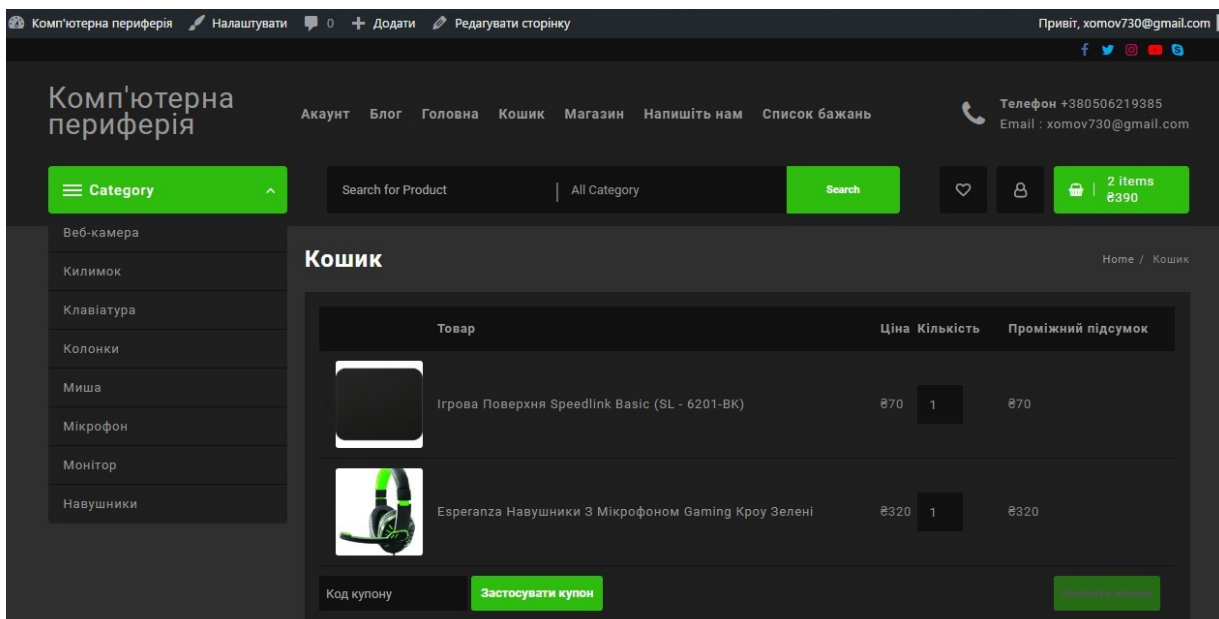 Комп'ютерна периферія Налаштувати 0 Додати Редагувати сторінку Привіт, xomov730@gmail.com
Комп'ютерна
периферія
Акаунт Блог Головна Кошик Магазин Напишіть нам Список бажань
Телефон +380506219385
Email : xomov730@gmail.com
Category
Search for Product All Category Search
2 items
₴390
Веб-камера
Килимок
Клавіатура
Колонки
Миша
Мікрофон
Монітор
Навушники
Кошик
Home / Кошик
Товар Ціна Кількість Проміжний підсумок
Ігрова Поверхня Speedlink Basic (SL - 6201-BK) ₴70 1 ₴70
Esperanza Навушники З Мікрофоном Gaming Кроу Зелені ₴320 1 ₴320
Код купону Застосувати купон